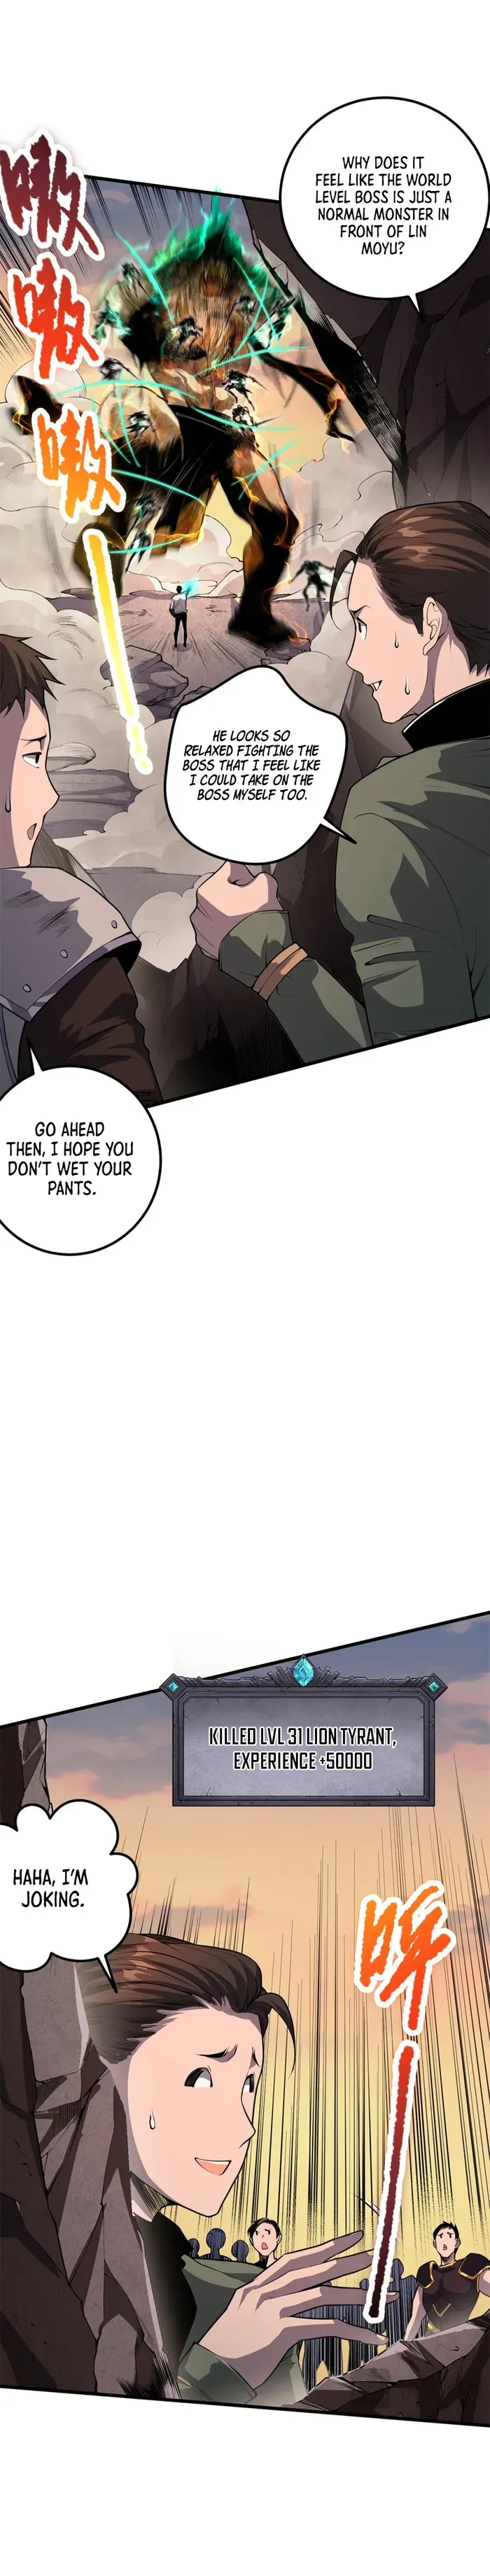 WHY DOES IT
FEEL LIKE THE WORLD
LEVEL BOSS IS JUST A
NORMAL MONSTER IN
FRONT OF LIN
MOYU?
嗷
嗷
嗷
HE LOOKS SO
RELAXED FIGHTING THE
BOSS THAT I FEEL LIKE
I COULD TAKE ON THE
BOSS MYSELF TOO.
GO AHEAD
THEN, I HOPE YOU
DON'T WET YOUR
PANTS.
KILLED LVL 31 LION TYRANT,
EXPERIENCE +50000
HAHA, I'M
JOKING.